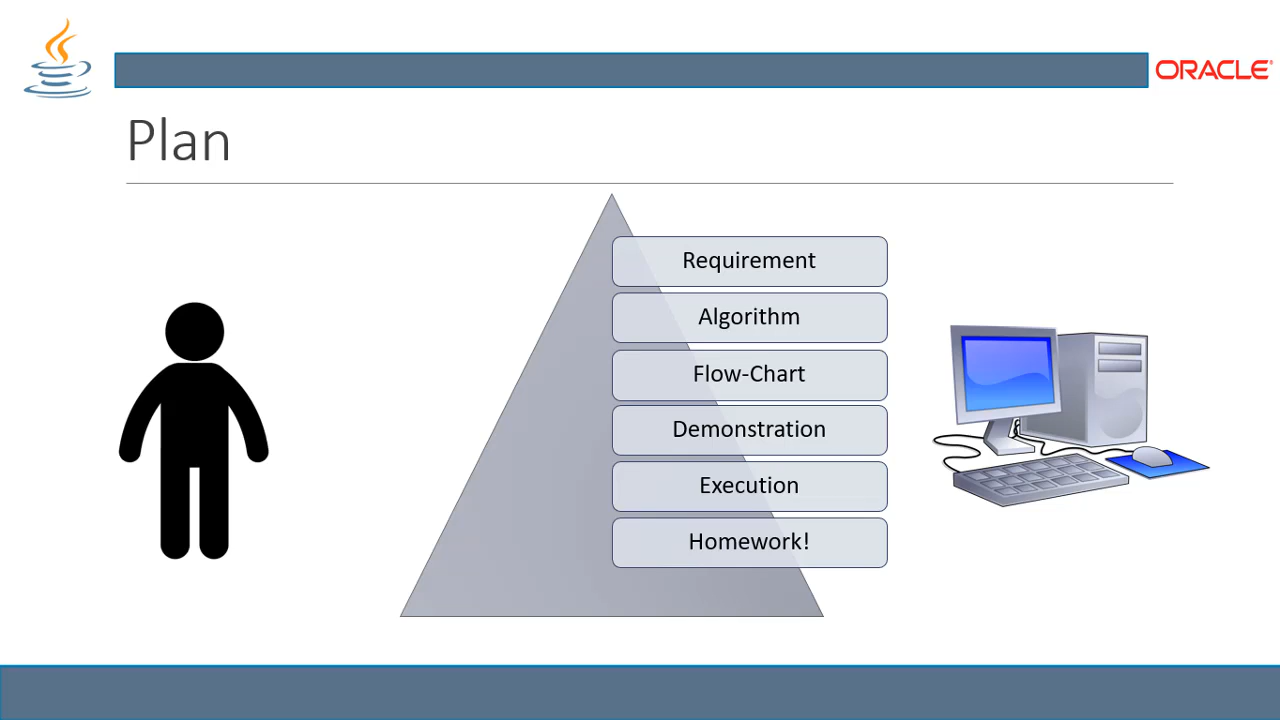 ORACLE
Plan
Requirement
Algorithm
Flow-Chart
Demonstration
Execution
Homework!